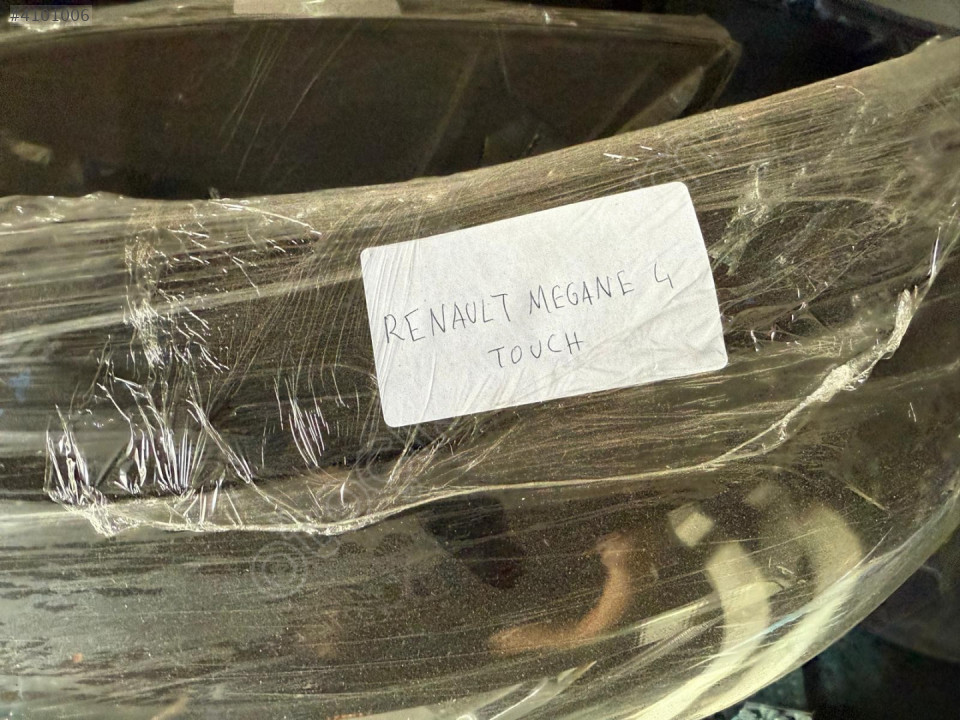 #4101006
RENAULT MEGANE 4
TOUCH